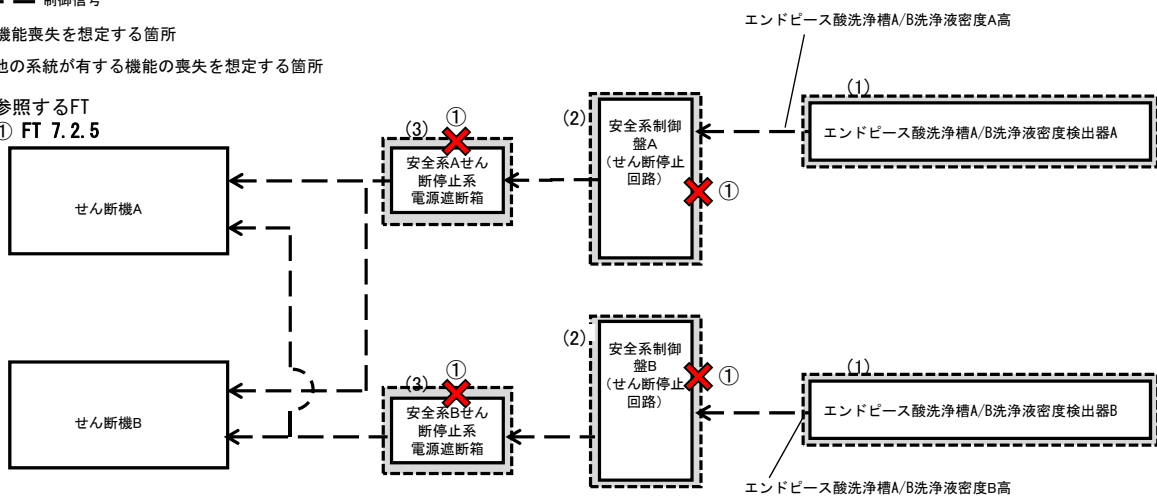 制御信号
エンドピース酸洗浄槽A/B洗浄液密度A高
機能喪失を想定する箇所
他の系統が有する機能の喪失を想定する箇所
参照するFT
① FT 7.2.5
せん断機A
(3)
①
安全系Aせん
断停止系
電源遮断箱
(2)
安全系制御
盤A
(せん断停止
回路)
①
(1)
エンドピース酸洗浄槽A/B洗浄液密度検出器A
せん断機B
(3)
①
安全系Bせん
断停止系
電源遮断箱
(2)
安全系制御
盤B
(せん断停止
回路)
①
(1)
エンドピース酸洗浄槽A/B洗浄液密度検出器B
エンドピース酸洗浄槽A/B洗浄液密度B高